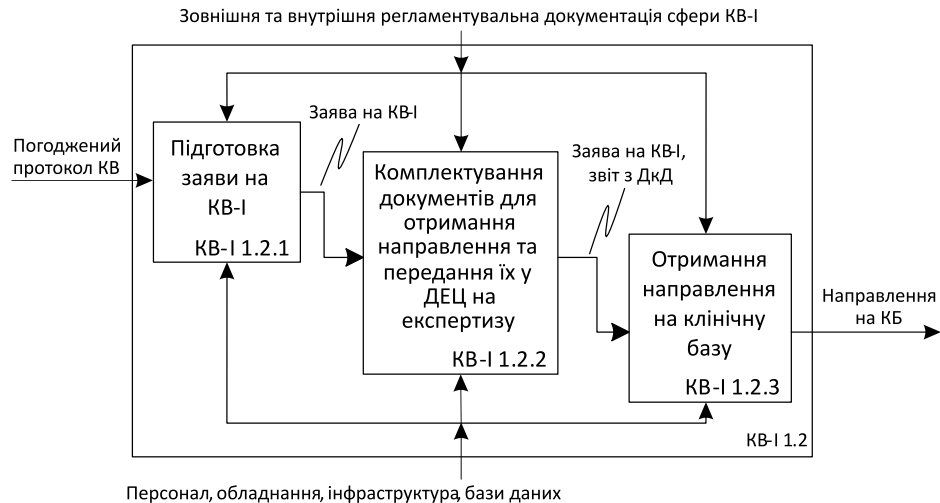 Зовнішня та внутрішня регламентувальна документація сфери КВ-І
Погоджений
протокол КВ
Підготовка
заяви на
КВ-І
КВ-І 1.2.1
Заява на КВ-І
Комплектування
документів для
отримання
направлення та
передання їх у
ДЕЦ на
експертизу
КВ-І 1.2.2
Заява на КВ-І,
звіт з ДкД
Отримання
направлення
на клінічну
базу
КВ-І 1.2.3
Направлення
на КБ
КВ-І 1.2
Персонал, обладнання, інфраструктура, бази даних